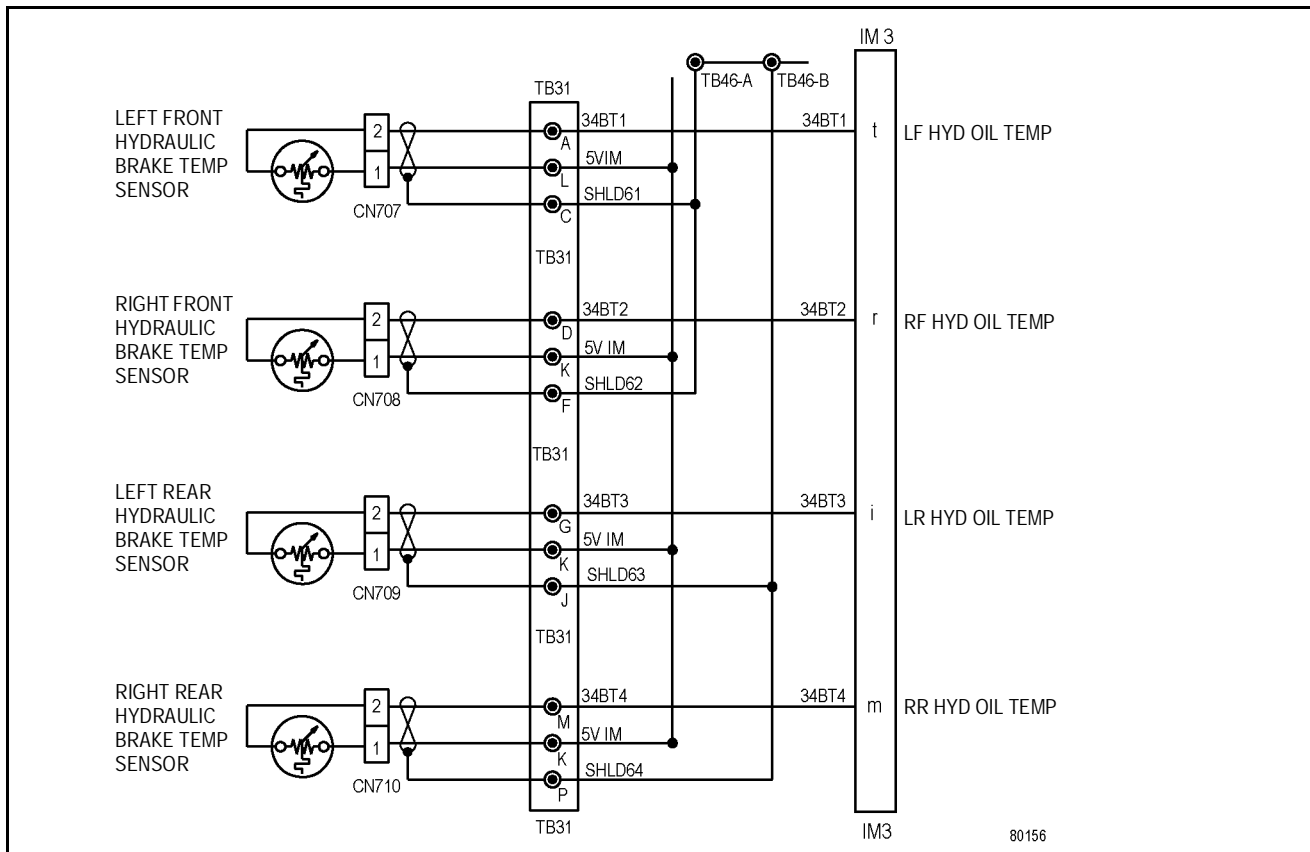 IM 3
TB46-A
TB46-B
TB31
LEFT FRONT
HYDRAULIC
BRAKE TEMP
SENSOR
2
1
CN707
34BT1
A
5VIM
L
SHLD61
C
34BT1
t
LF HYD OIL TEMP
TB31
RIGHT FRONT
HYDRAULIC
BRAKE TEMP
SENSOR
2
1
CN708
34BT2
D
5V IM
K
SHLD62
F
34BT2
r
RF HYD OIL TEMP
TB31
LEFT REAR
HYDRAULIC
BRAKE TEMP
SENSOR
2
1
CN709
34BT3
G
5V IM
K
SHLD63
J
34BT3
i
LR HYD OIL TEMP
TB31
RIGHT REAR
HYDRAULIC
BRAKE TEMP
SENSOR
2
1
CN710
34BT4
M
5V IM
K
SHLD64
P
34BT4
m
RR HYD OIL TEMP
TB31
IM3
80156